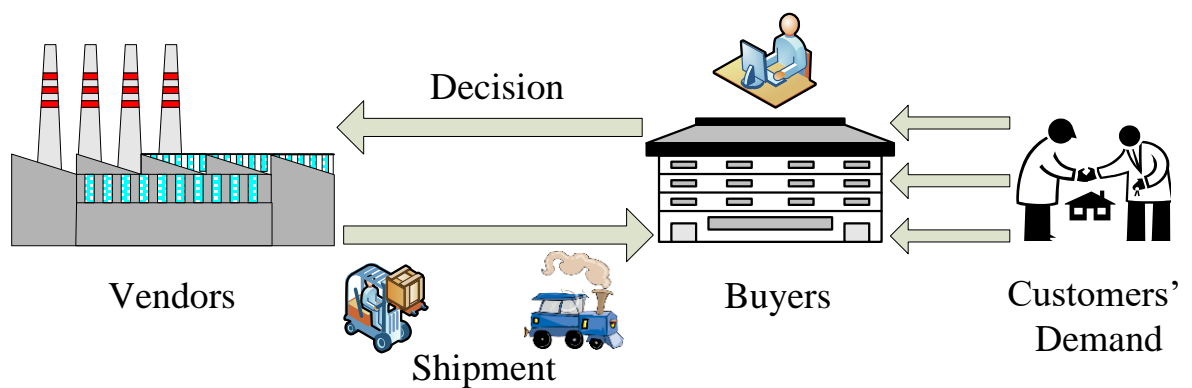 Decision
Vendors
Buyers
Customers’
Demand
Shipment